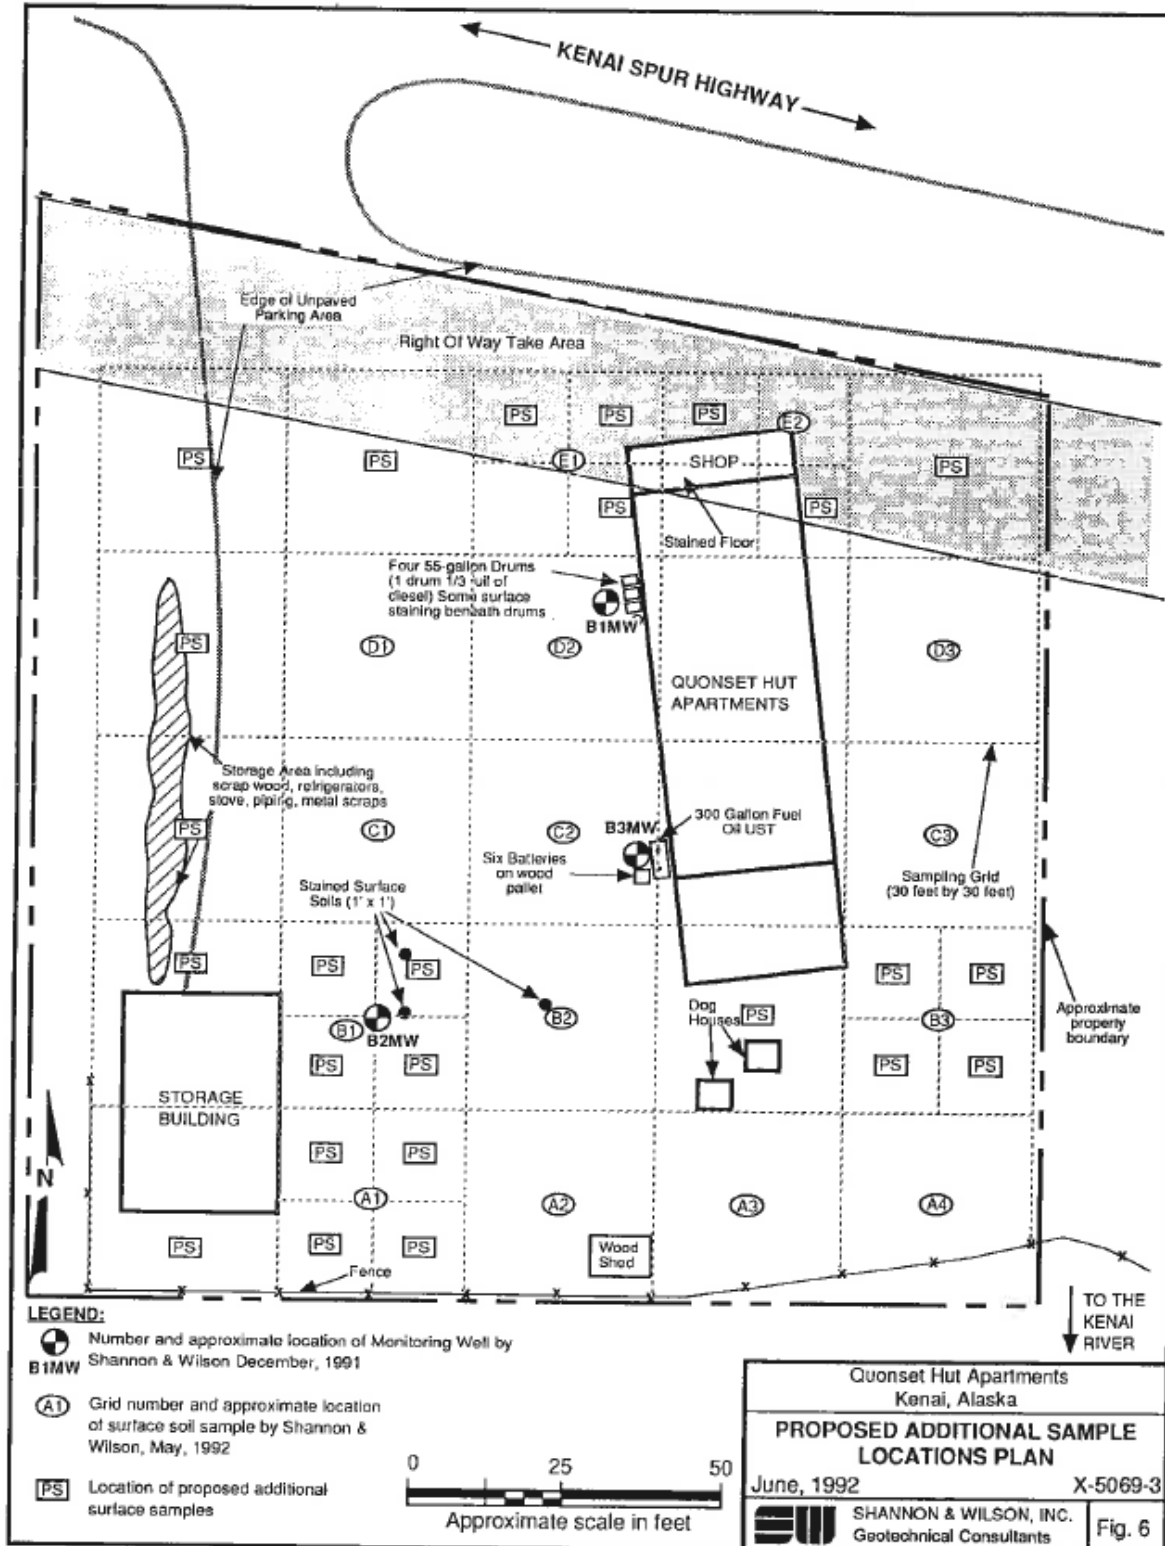 KENAI SPUR HIGHWAY
Edge of Unpaved
Parking Area
Right Of Way Take Area
PS
PS
PS
E2
PS
PS
E1
SHOP
PS
PS
PS
Stained Floor
Four 55-gallon Drums
(1 drum 1/3 full of
diesel) Some surface
staining beneath drums
B1MW
PS
D1
D2
D3
QUONSET HUT
APARTMENTS
Storage Area including
scrap wood, refrigerators,
stove, piping, metal scraps
PS
C1
C2
B3MW
300 Gallon Fuel
Oil UST
C3
Six Batteries
on wood
pallet
Sampling Grid
(30 feet by 30 feet)
Stained Surface
Soils (1' x 1')
PS
PS
PS
PS
PS
B1
B2MW
B2
Dog
Houses
PS
B3
Approximate
property
boundary
PS
PS
PS
PS
STORAGE
BUILDING
PS
PS
N
A1
A2
A3
A4
PS
PS
PS
Wood
Shed
Fence
TO THE
KENAI
RIVER
LEGEND:
B1MW
Number and approximate location of Monitoring Well by
Shannon & Wilson December, 1991
A1
Grid number and approximate location
of surface soil sample by Shannon &
Wilson, May, 1992
PS
Location of proposed additional
surface samples
0 25 50
Approximate scale in feet
Quonset Hut Apartments
Kenai, Alaska
PROPOSED ADDITIONAL SAMPLE
LOCATIONS PLAN
June, 1992 X-5069-3
SHANNON & WILSON, INC.
Geotechnical Consultants
Fig. 6